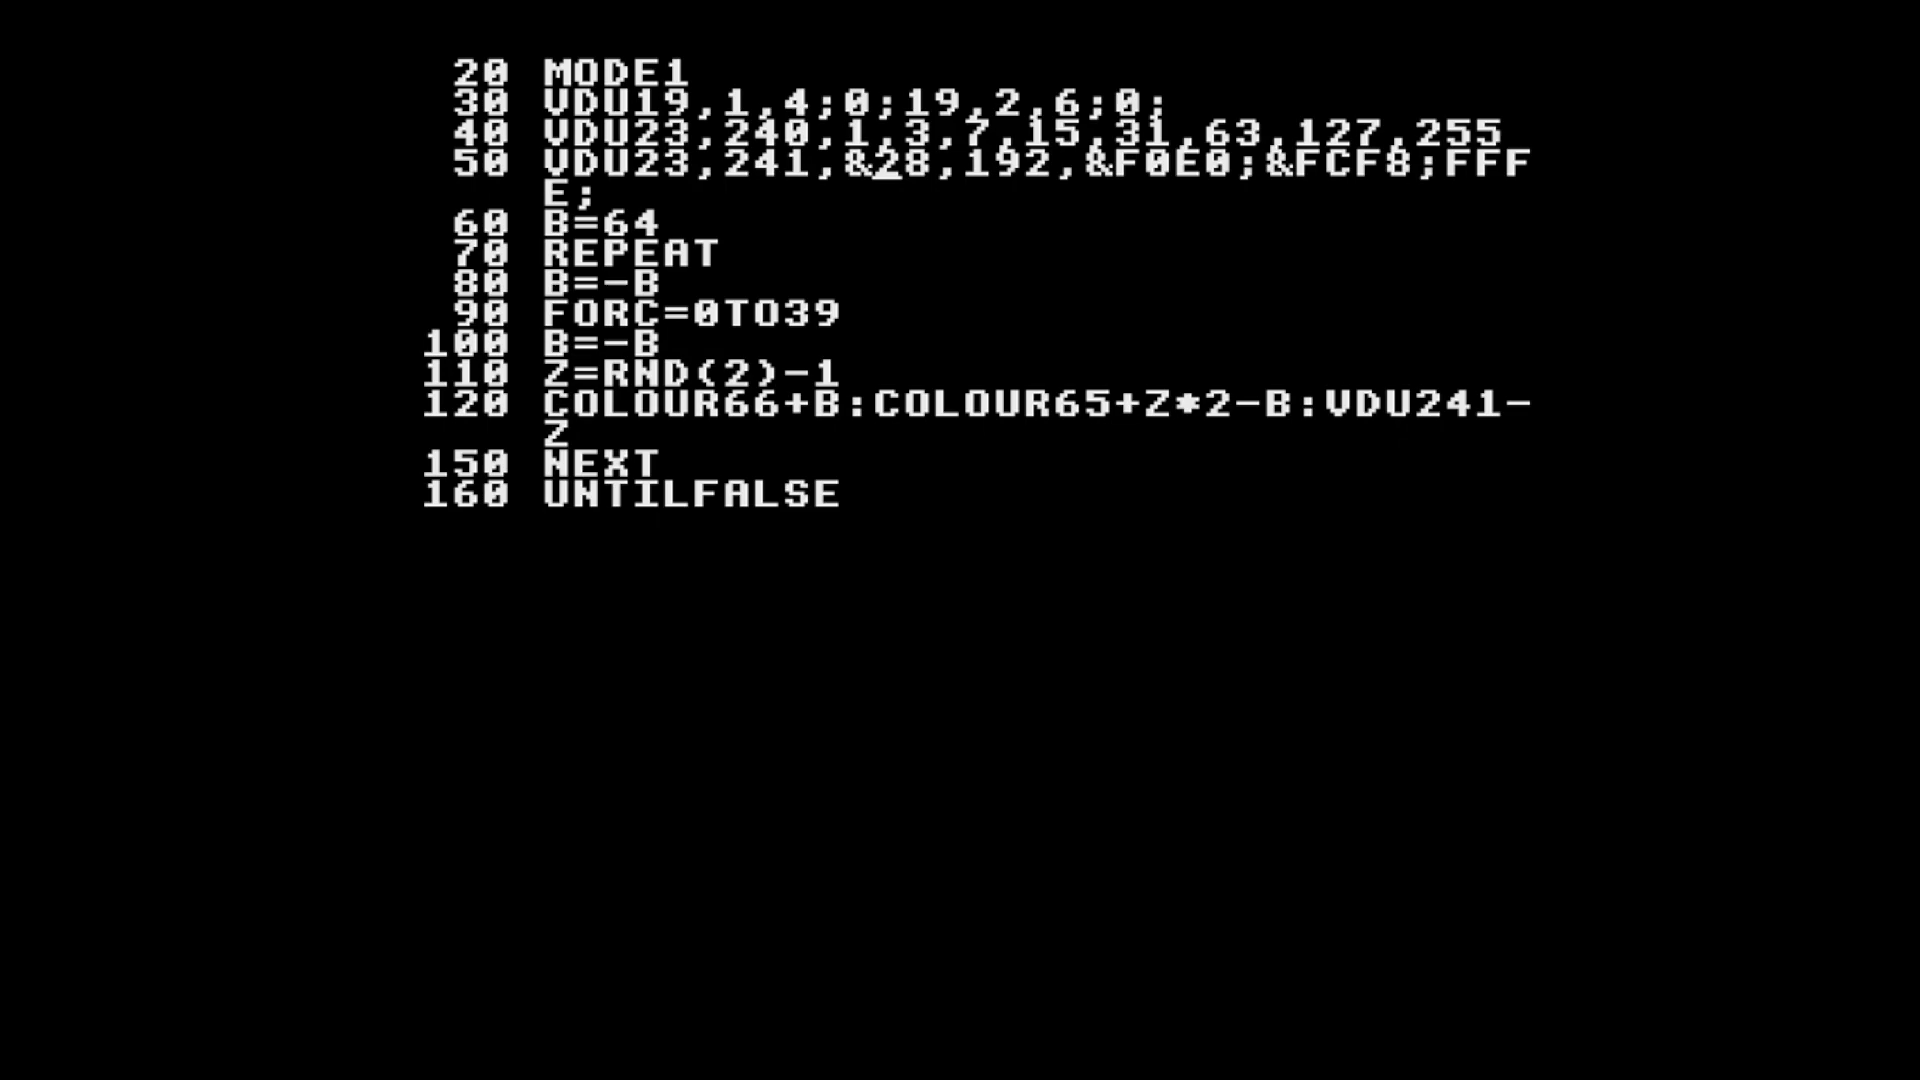 20 MODE1
30 VDU19,1,4;0;19,2,6;0;
40 VDU23,240,1,3,7,15,31,63,127,255
50 VDU23,241,&28,192,&F0E0;&FCF8;FFF
E;
60 B=64
70 REPEAT
80 B=-B
90 FORC=0TO39
100 B=-B
110 Z=RND(2)-1
120 COLOUR66+B:COLOUR65+Z*2-B:VDU241-
Z
150 NEXT
160 UNTILFALSE